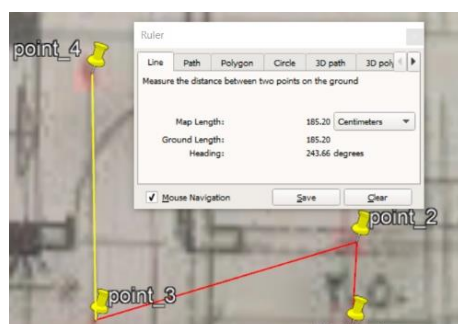 Ruler
Line Path Polygon Circle 3D path 3D poly
Measure the distance between two points on the ground
Map Length: 185.20 Centimeters
Ground Length: 185.20
Heading: 243.66 degrees
Mouse Navigation Save Clear
point_4
point_2
point_3